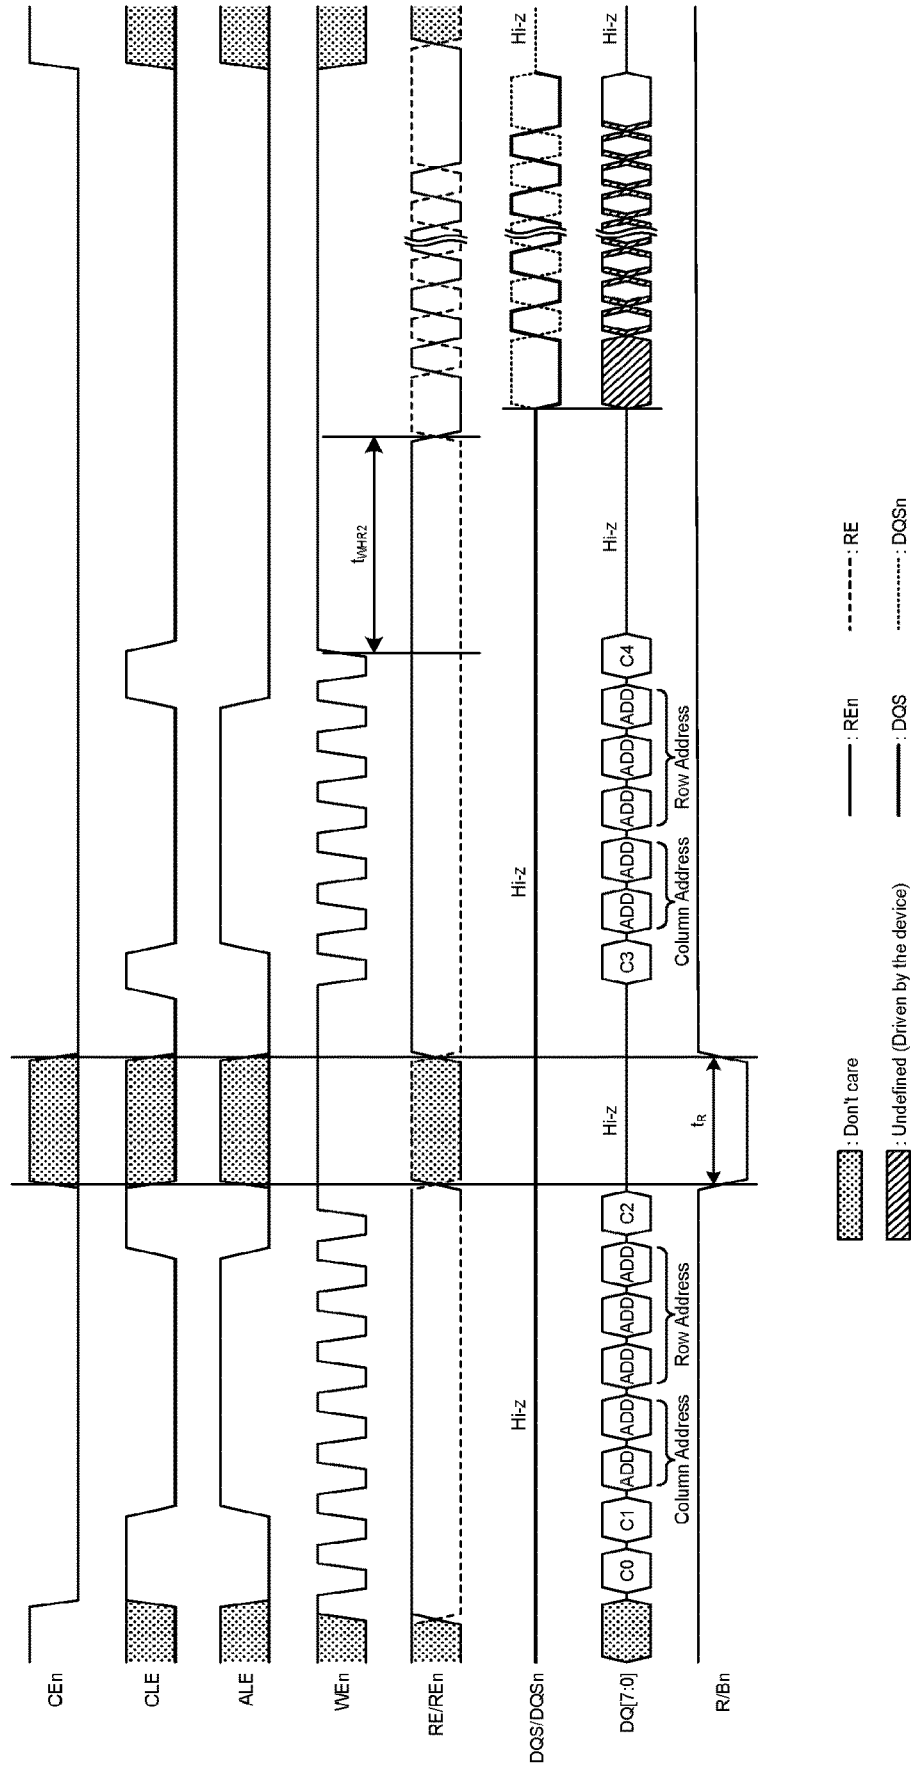 CEn
CLE
ALE
WEn
tWHR2
RE/REn
DQS/DQSn
Hi-z
Hi-z
Hi-z
DQ[7:0]
C0
C1
ADD
ADD
ADD
ADD
ADD
C2
Hi-z
C3
ADD
ADD
ADD
ADD
ADD
C4
Hi-z
Hi-z
Column Address
Row Address
Column Address
Row Address
R/Bn
tR
: Don't care
: REn
: RE
: Undefined (Driven by the device)
: DQS
: DQSn